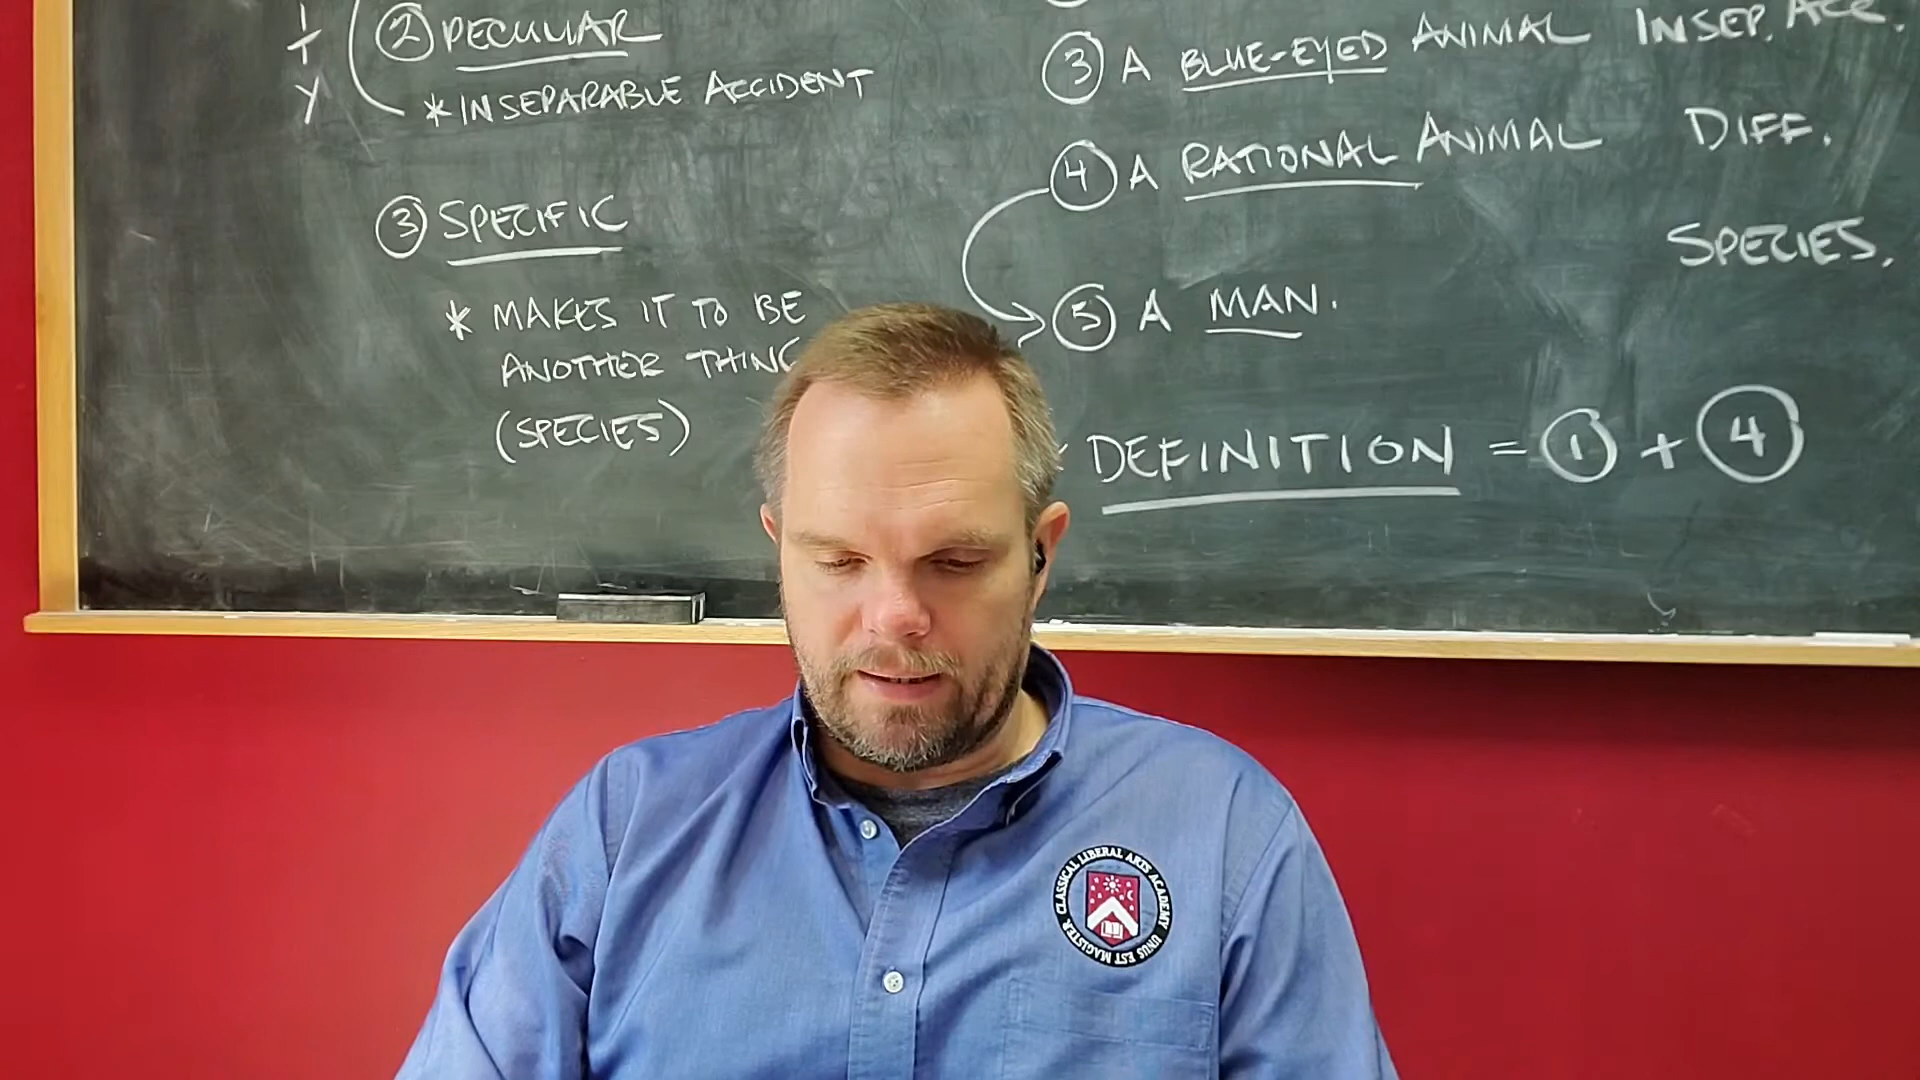 I
T
Y
② PECULIAR
* INSEPARABLE ACCIDENT
③ SPECIFIC
* MAKES IT TO BE
ANOTHER THING
(SPECIES)
③ A BLUE-EYED ANIMAL INSEP. ACC.
④ A RATIONAL ANIMAL DIFF.
SPECIES.
⑤ A MAN.
DEFINITION = ① + ④
CLASSICAL LIBERAL ARTS ACADEMY
UNUS EST MAGISTER